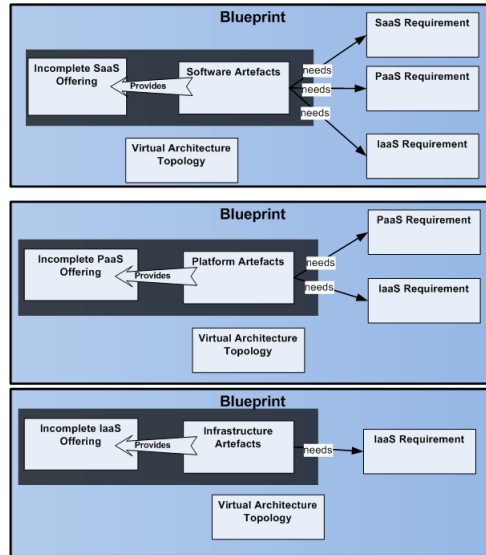 Blueprint
SaaS Requirement
Incomplete SaaS
Offering
Provides
Software Artefacts
needs
needs
needs
PaaS Requirement
IaaS Requirement
Virtual Architecture
Topology
Blueprint
PaaS Requirement
Incomplete PaaS
Offering
Provides
Platform Artefacts
needs
needs
IaaS Requirement
Virtual Architecture
Topology
Blueprint
Incomplete IaaS
Offering
Provides
Infrastructure
Artefacts
needs
IaaS Requirement
Virtual Architecture
Topology